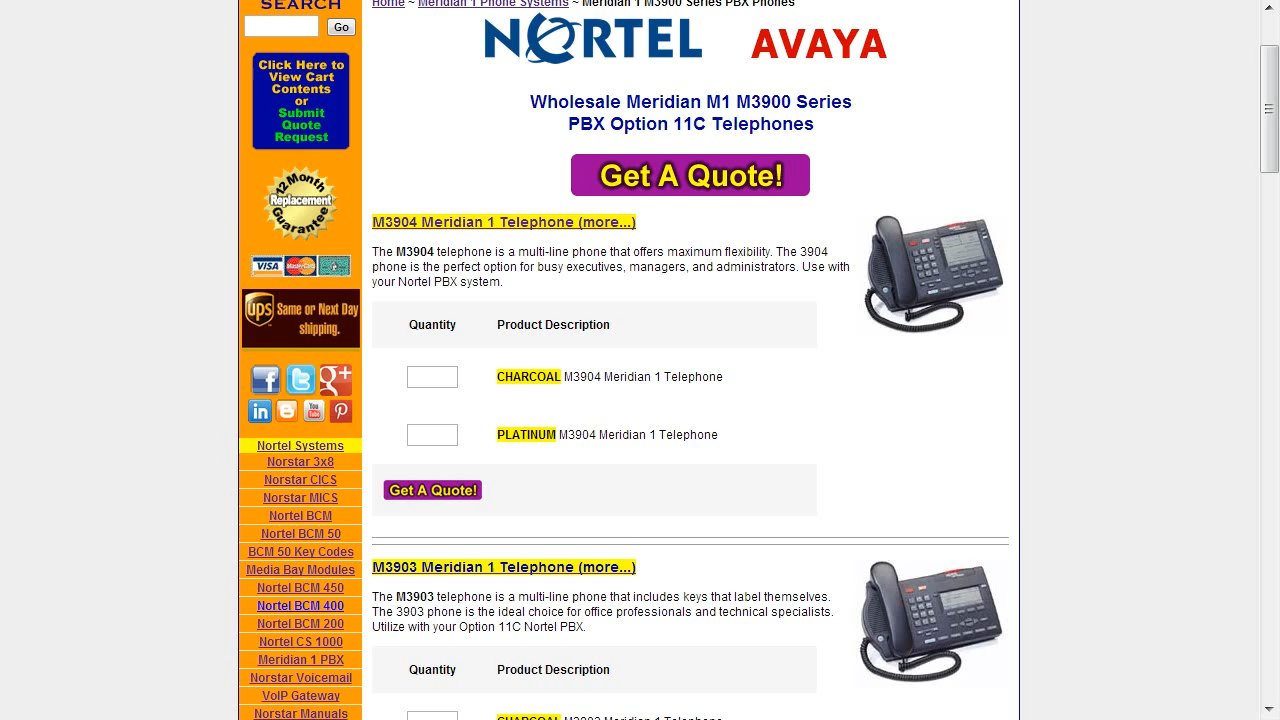 SEARCH
Go
Click Here to
View Cart
Contents
or
Submit
Quote
Request
12 Month
Replacement
Guarantee
VISA MasterCard
ups Same or Next Day
shipping.
Nortel Systems
Norstar 3x8
Norstar CICS
Norstar MICS
Nortel BCM
Nortel BCM 50
BCM 50 Key Codes
Media Bay Modules
Nortel BCM 450
Nortel BCM 400
Nortel BCM 200
Nortel CS 1000
Meridian 1 PBX
Norstar Voicemail
VoIP Gateway
Norstar Manuals
Home ~ Meridian 1 Phone Systems ~ Meridian 1 M3900 Series PBX Phones
NORTEL AVAYA
Wholesale Meridian M1 M3900 Series
PBX Option 11C Telephones
Get A Quote!
M3904 Meridian 1 Telephone (more...)
The M3904 telephone is a multi-line phone that offers maximum flexibility. The 3904
phone is the perfect option for busy executives, managers, and administrators. Use with
your Nortel PBX system.
Quantity Product Description
CHARCOAL M3904 Meridian 1 Telephone
PLATINUM M3904 Meridian 1 Telephone
Get A Quote!
M3903 Meridian 1 Telephone (more...)
The M3903 telephone is a multi-line phone that includes keys that label themselves.
The 3903 phone is the ideal choice for office professionals and technical specialists.
Utilize with your Option 11C Nortel PBX.
Quantity Product Description
CHARCOAL M3903 Meridian 1 Telephone